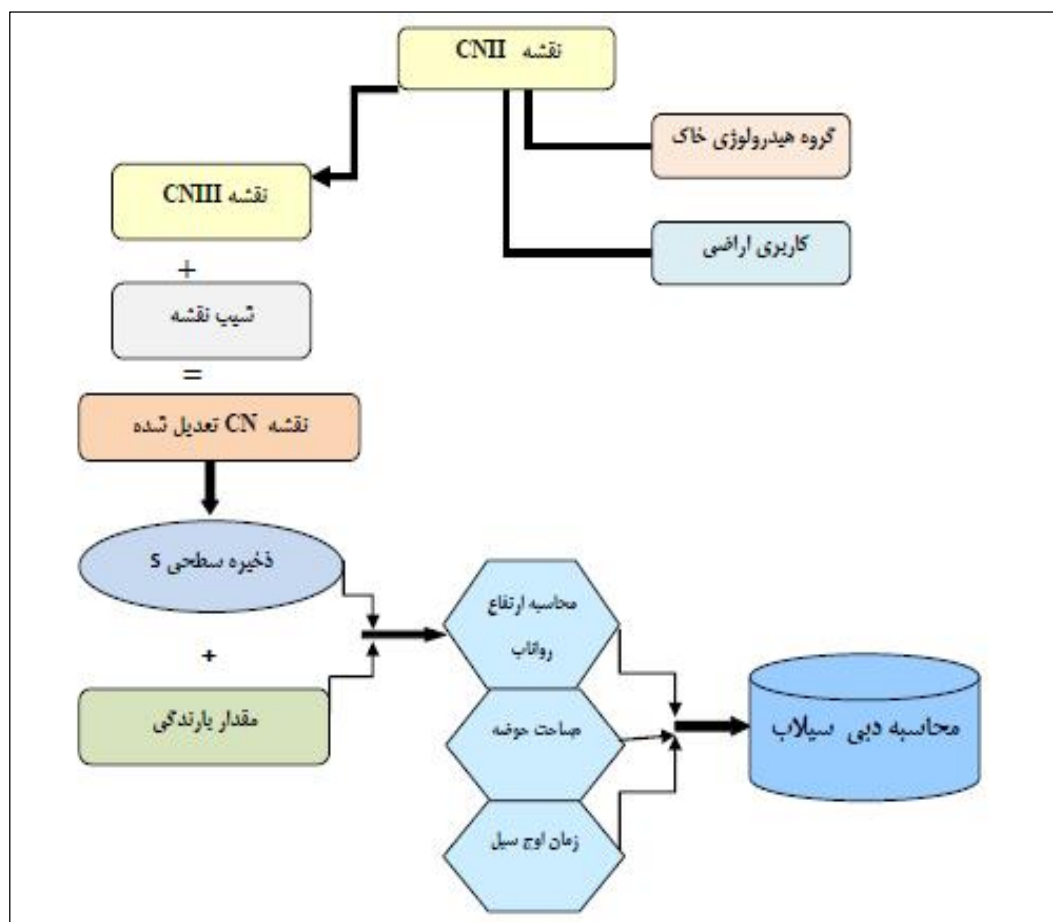 نقشه CNII
گروه هیدرولوژی خاک
نقشه CNIII
کاربری اراضی
+
شیب نقشه
=
نقشه CN تعدیل شده
ذخیره سطحی S
محاسبه ارتفاع
رواناب
+
مقدار بارندگی
مساحت حوضه
محاسبه دبی سیلاب
زمان اوج سیل